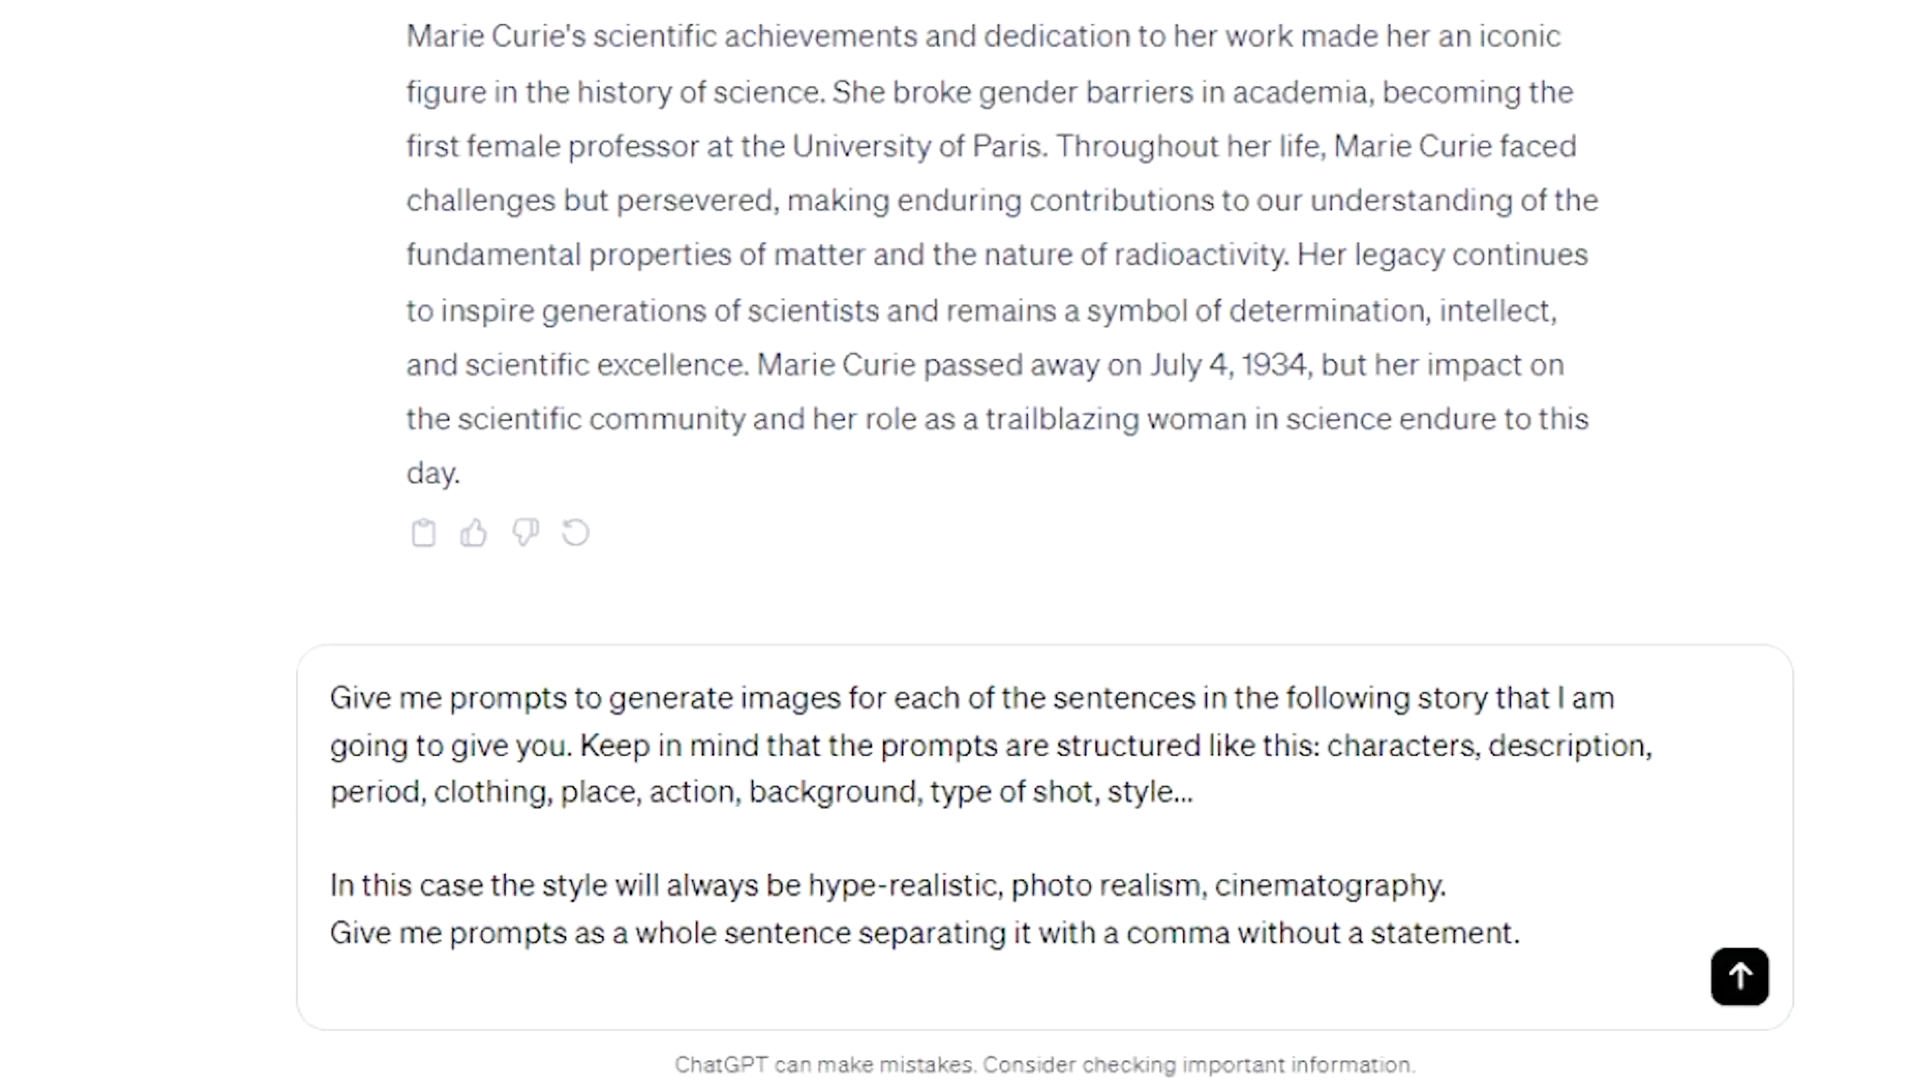 Marie Curie's scientific achievements and dedication to her work made her an iconic
figure in the history of science. She broke gender barriers in academia, becoming the
first female professor at the University of Paris. Throughout her life, Marie Curie faced
challenges but persevered, making enduring contributions to our understanding of the
fundamental properties of matter and the nature of radioactivity. Her legacy continues
to inspire generations of scientists and remains a symbol of determination, intellect,
and scientific excellence. Marie Curie passed away on July 4, 1934, but her impact on
the scientific community and her role as a trailblazing woman in science endure to this
day.
Give me prompts to generate images for each of the sentences in the following story that I am
going to give you. Keep in mind that the prompts are structured like this: characters, description,
period, clothing, place, action, background, type of shot, style...
In this case the style will always be hype-realistic, photo realism, cinematography.
Give me prompts as a whole sentence separating it with a comma without a statement.
ChatGPT can make mistakes. Consider checking important information.